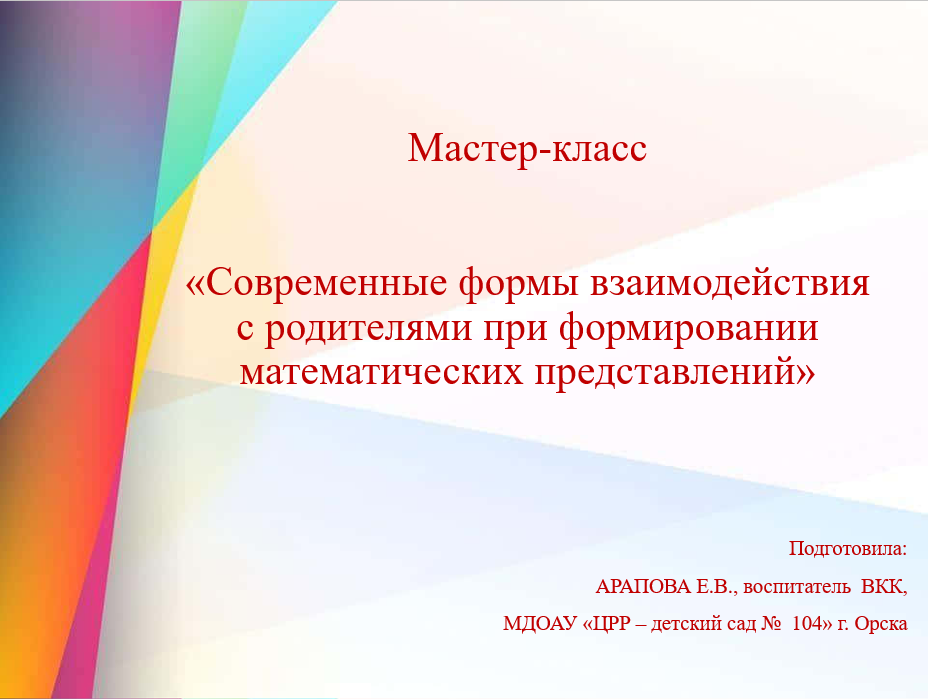 Мастер-класс
«Современные формы взаимодействия
с родителями при формировании
математических представлений»
Подготовила:
АРАПОВА Е.В., воспитатель ВКК,
МДОАУ «ЦРР – детский сад № 104» г. Орска